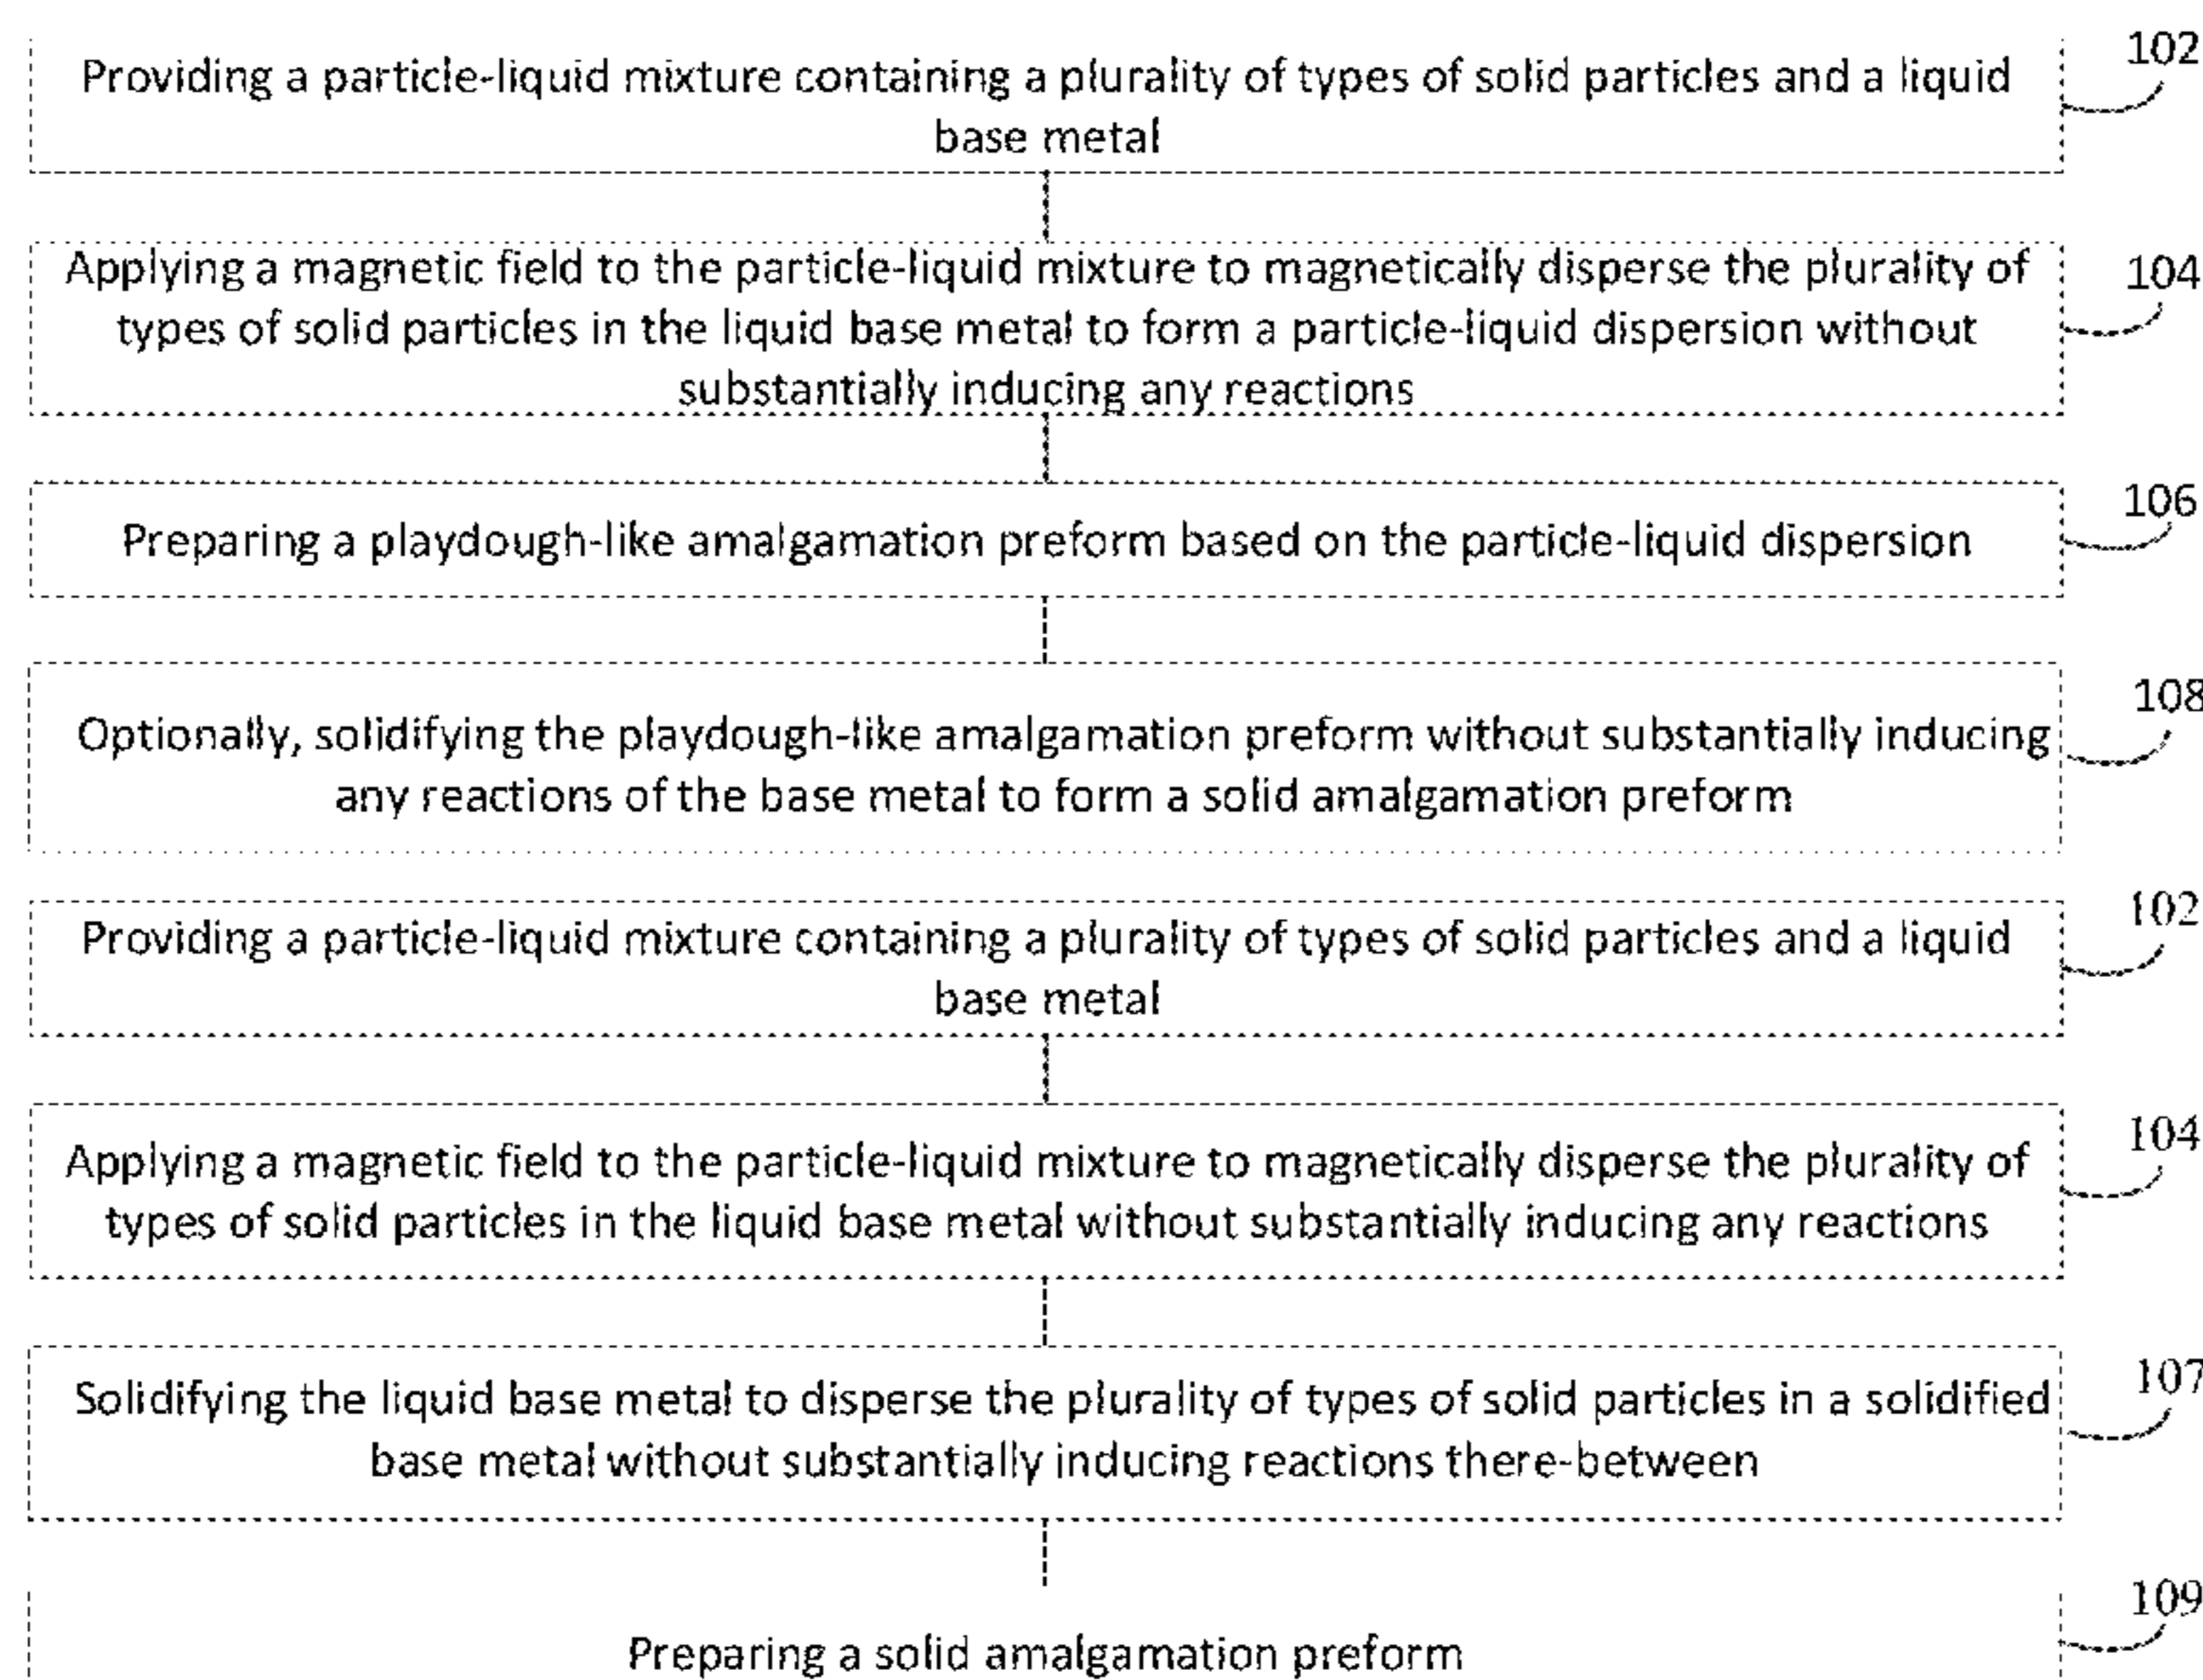 Providing a particle-liquid mixture containing a plurality of types of solid particles and a liquid
base metal
102
Applying a magnetic field to the particle-liquid mixture to magnetically disperse the plurality of
types of solid particles in the liquid base metal to form a particle-liquid dispersion without
substantially inducing any reactions
104
Preparing a playdough-like amalgamation preform based on the particle-liquid dispersion
106
Optionally, solidifying the playdough-like amalgamation preform without substantially inducing
any reactions of the base metal to form a solid amalgamation preform
108
Providing a particle-liquid mixture containing a plurality of types of solid particles and a liquid
base metal
102
Applying a magnetic field to the particle-liquid mixture to magnetically disperse the plurality of
types of solid particles in the liquid base metal without substantially inducing any reactions
104
Solidifying the liquid base metal to disperse the plurality of types of solid particles in a solidified
base metal without substantially inducing reactions there-between
107
Preparing a solid amalgamation preform
109